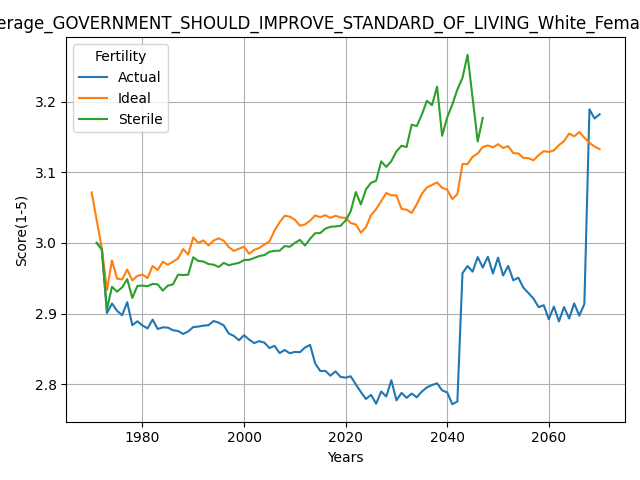 erage_GOVERNMENT_SHOULD_IMPROVE_STANDARD_OF_LIVING_White_Fema
Fertility
Actual
Ideal
Sterile
Score(1-5)
3.2
3.1
3.0
2.9
2.8
1980 2000 2020 2040 2060
Years